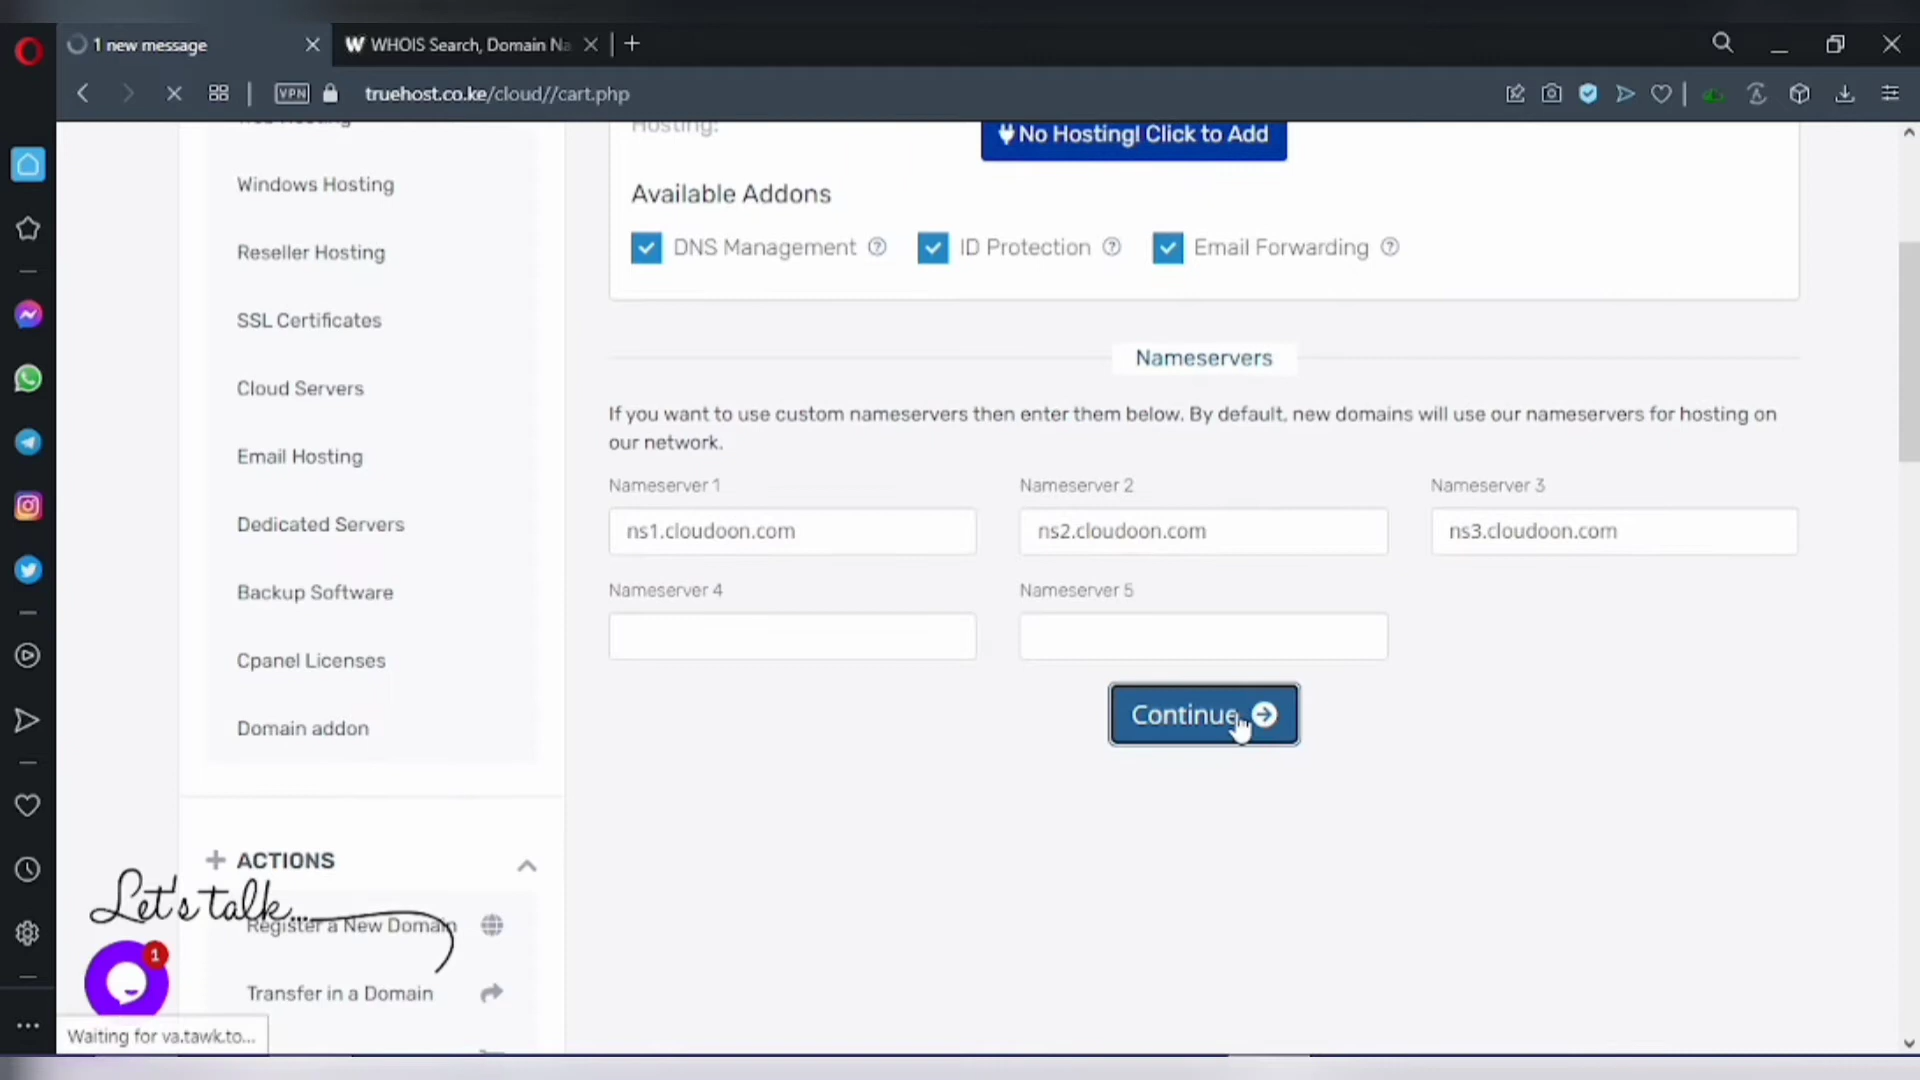 1 new message
WHOIS Search, Domain Na
VPN
truehost.co.ke/cloud//cart.php
Hosting:
No Hosting! Click to Add
Windows Hosting
Available Addons
DNS Management
ID Protection
Email Forwarding
Reseller Hosting
SSL Certificates
Nameservers
Cloud Servers
If you want to use custom nameservers then enter them below. By default, new domains will use our nameservers for hosting on
our network.
Email Hosting
Nameserver 1
Nameserver 2
Nameserver 3
Dedicated Servers
ns1.cloudoon.com
ns2.cloudoon.com
ns3.cloudoon.com
Backup Software
Nameserver 4
Nameserver 5
Cpanel Licenses
Continue
Domain addon
ACTIONS
Let's talk...
Register a New Domain
1
Transfer in a Domain
Waiting for va.tawk.to...